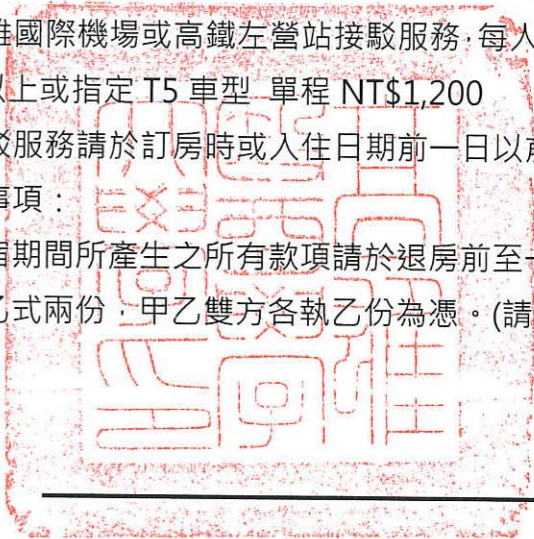 雄國際機場或高鐵左營站接駁服務·每人
以上或指定 T5 車型 單程 NT$1,200
駁服務請於訂房時或入住日期前一日以前
事項：
宿期間所產生之所有款項請於退房前至一
乙式兩份·甲乙雙方各執乙份為憑。(請